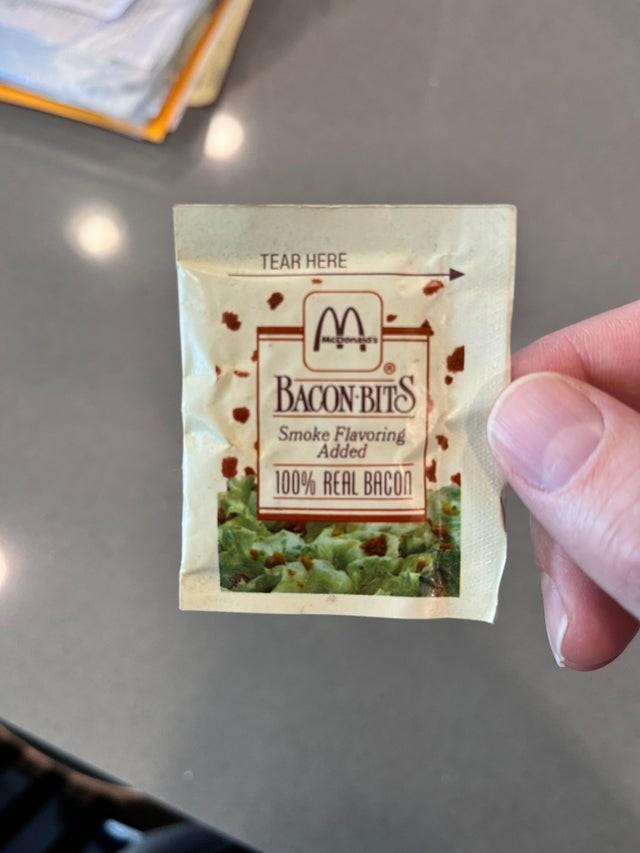 TEAR HERE
McDonald's
BACON·BITS®
Smoke Flavoring
Added
100% REAL BACON